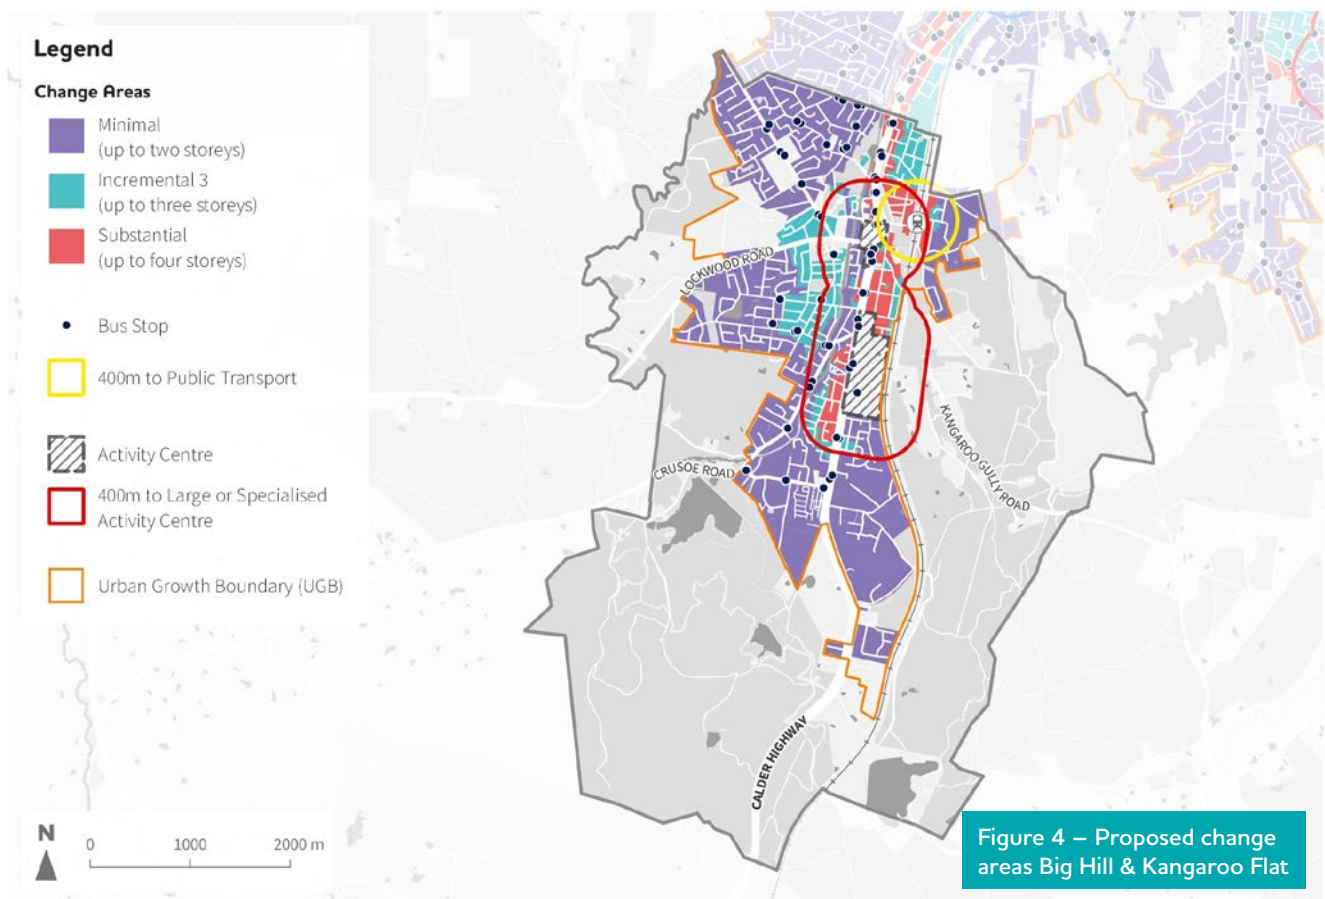 Legend
Change Areas
Minimal
(up to two storeys)
Incremental 3
(up to three storeys)
Substantial
(up to four storeys)
Bus Stop
400m to Public Transport
Activity Centre
400m to Large or Specialised
Activity Centre
Urban Growth Boundary (UGB)
LOCKWOOD ROAD
CRUSOE ROAD
KANGAROO GULLY ROAD
CALDER HIGHWAY
N
0 1000 2000 m
Figure 4 – Proposed change
areas Big Hill & Kangaroo Flat